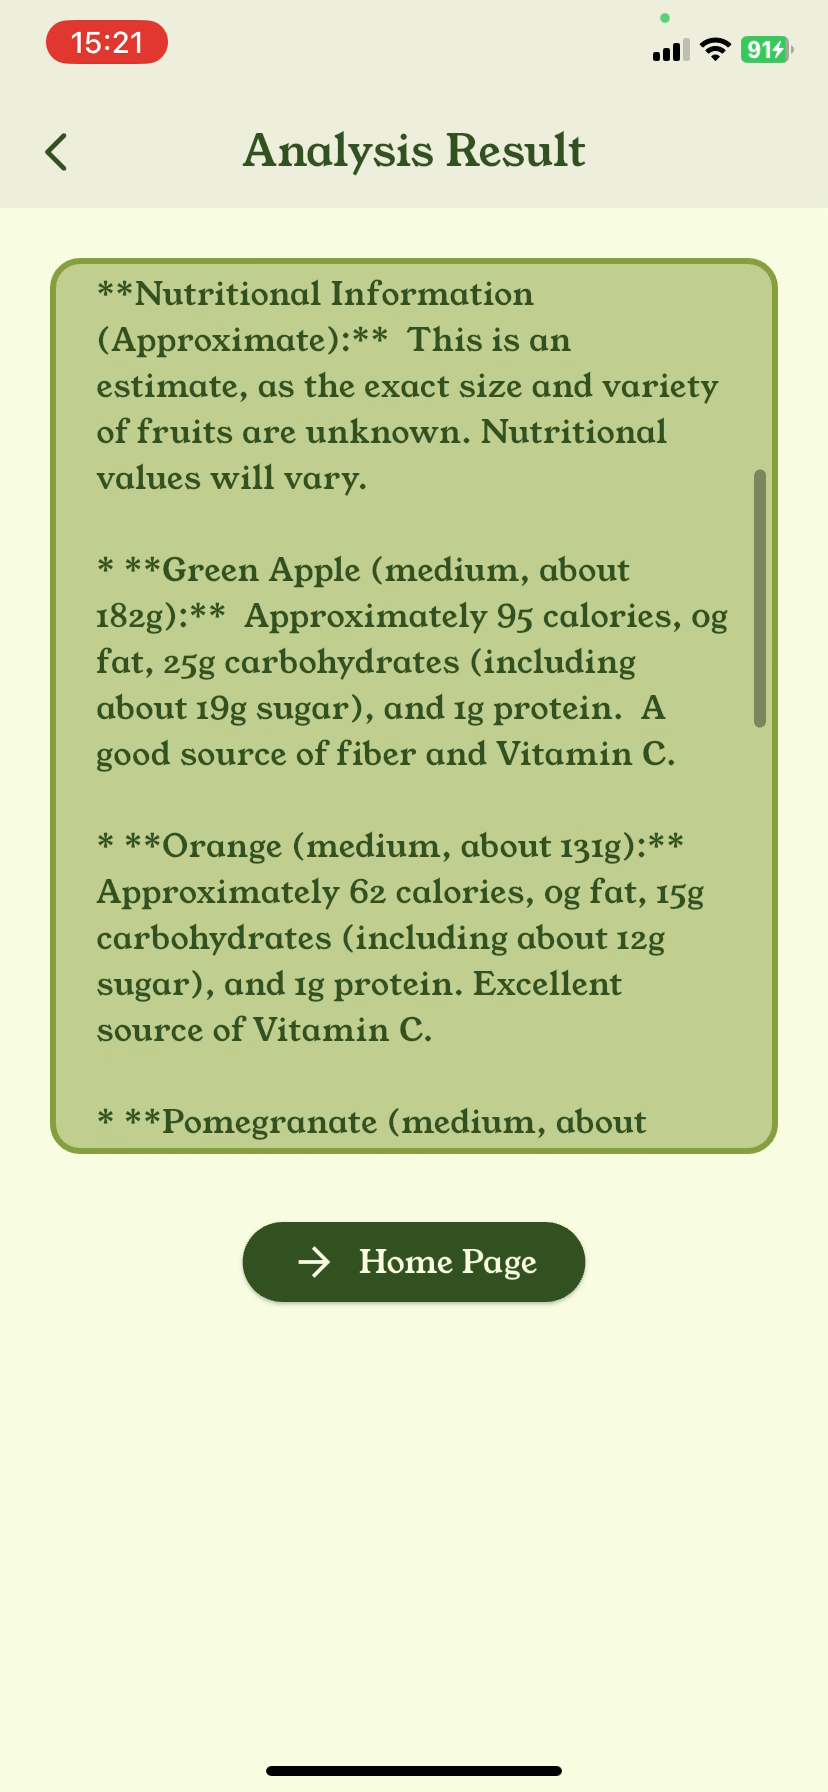 15:21
91
Analysis Result
**Nutritional Information
(Approximate):**  This is an
estimate, as the exact size and variety
of fruits are unknown. Nutritional
values will vary.
* **Green Apple (medium, about
182g):**  Approximately 95 calories, 0g
fat, 25g carbohydrates (including
about 19g sugar), and 1g protein.  A
good source of fiber and Vitamin C.
* **Orange (medium, about 131g):**
Approximately 62 calories, 0g fat, 15g
carbohydrates (including about 12g
sugar), and 1g protein. Excellent
source of Vitamin C.
* **Pomegranate (medium, about
Home Page